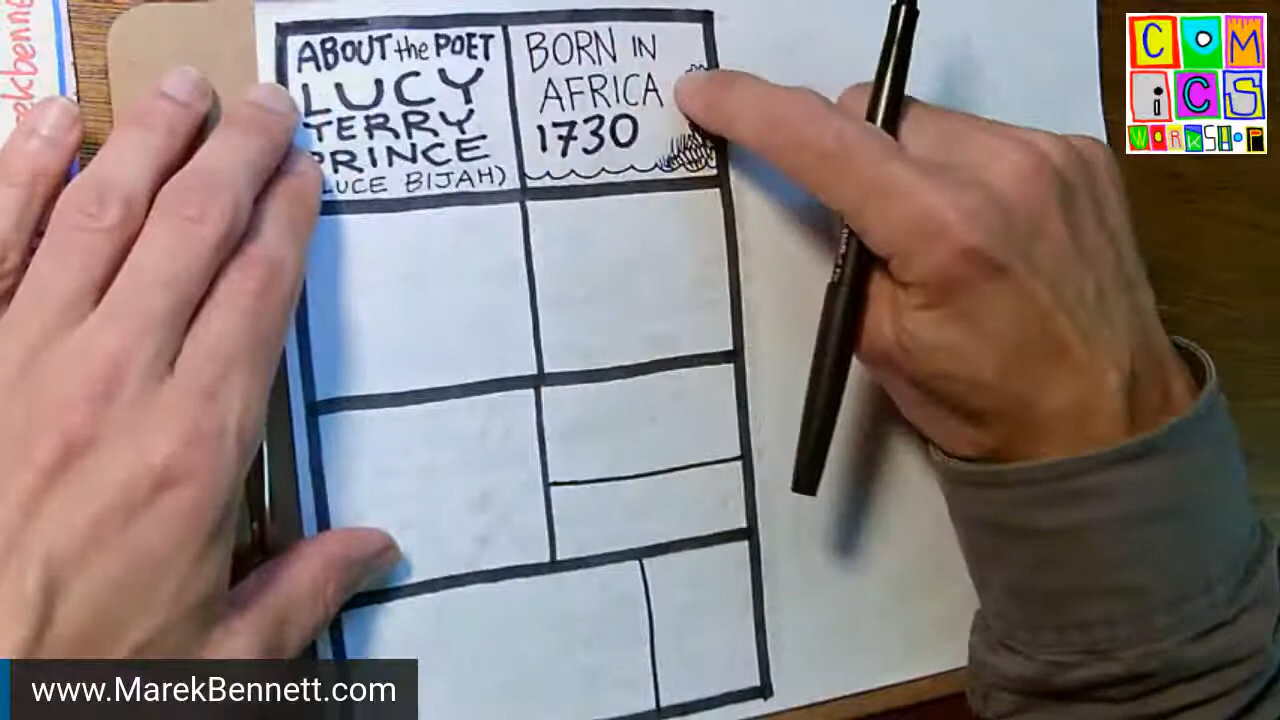 ABOUT the POET
LUCY
TERRY
PRINCE
LUCE BIJAH)
BORN IN
AFRICA
1730
COMiCS
WORKSHOP
www.MarekBennett.com